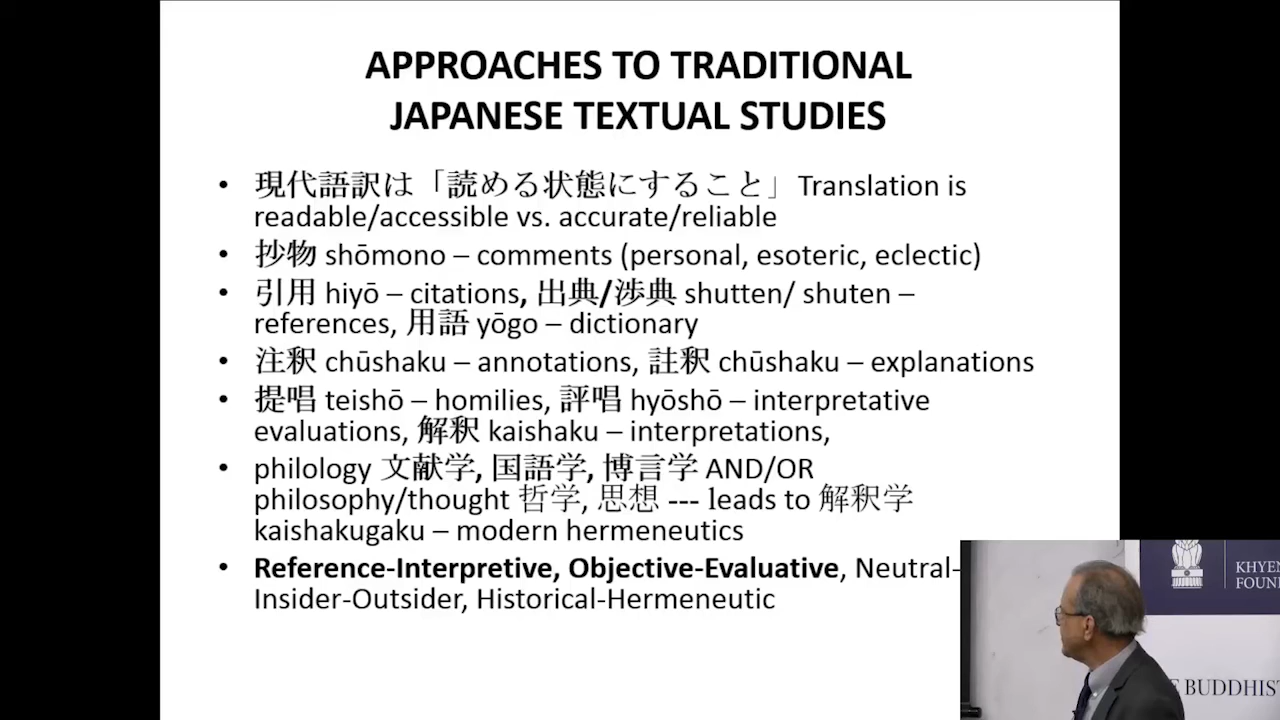 APPROACHES TO TRADITIONAL
JAPANESE TEXTUAL STUDIES
• 現代語訳は「読める状態にすること」 Translation is
readable/accessible vs. accurate/reliable
• 抄物 shōmono – comments (personal, esoteric, eclectic)
• 引用 hiyō – citations, 出典/渉典 shutten/ shuten –
references, 用語 yōgo – dictionary
• 注釈 chūshaku – annotations, 註釈 chūshaku – explanations
• 提唱 teishō – homilies, 評唱 hyōshō – interpretative
evaluations, 解釈 kaishaku – interpretations,
• philology 文献学, 国語学, 博言学 AND/OR
philosophy/thought 哲学, 思想 --- leads to 解釈学
kaishakugaku – modern hermeneutics
• Reference-Interpretive, Objective-Evaluative, Neutral-
Insider-Outsider, Historical-Hermeneutic
KHYEN
FOUN
E BUDDHIST